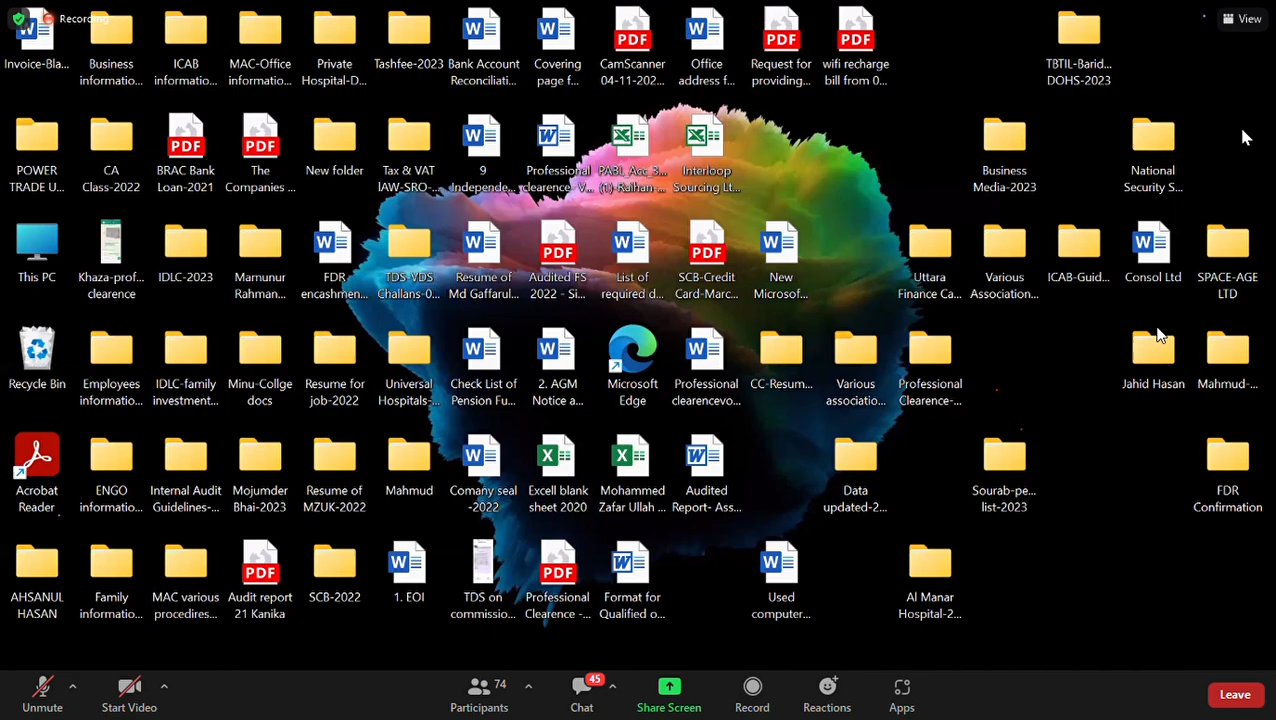 Recording
View
Invoice-Bla...
Business
informatio...
ICAB
informatio...
MAC-Office
informatio...
Private
Hospital-D...
Tashfee-2023
Bank Account
Reconciliati...
Covering
page f...
CamScanner
04-11-202...
Office
address f...
Request for
providing...
wifi recharge
bill from 0...
TBTIL-Barid...
DOHS-2023
POWER
TRADE U...
CA
Class-2022
BRAC Bank
Loan-2021
The
Companies ...
New folder
Tax & VAT
IAW-SRO-...
9
Independe...
Professional
clearence- V...
PABL_Acc_3...
(1)-Raihan-...
Interloop
Sourcing Lt...
Business
Media-2023
National
Security S...
This PC
Khaza-prof...
clearence
IDLC-2023
Mamunur
Rahman...
FDR
encashmen...
TDS-VDS
Challans-0...
Resume of
Md Gaffarul...
Audited FS
2022 - Si...
List of
required d...
SCB-Credit
Card-Marc...
New
Microsof...
Uttara
Finance Ca...
Various
Association...
ICAB-Guid...
Consol Ltd
SPACE-AGE
LTD
Recycle Bin
Employees
informatio...
IDLC-family
investment...
Minu-Collge
docs
Resume for
job-2022
Universal
Hospitals-...
Check List of
Pension Fu...
2. AGM
Notice a...
Microsoft
Edge
Professional
clearencevo...
CC-Resum...
Various
associatio...
Professional
Clearence-...
Jahid Hasan
Mahmud-...
Acrobat
Reader
ENGO
informatio...
Internal Audit
Guidelines-...
Mojumder
Bhai-2023
Resume of
MZUK-2022
Mahmud
Comany seal
-2022
Excell blank
sheet 2020
Mohammed
Zafar Ullah ...
Audited
Report- Ass...
Data
updated-2...
Sourab-pe...
list-2023
FDR
Confirmation
AHSANUL
HASAN
Family
informatio...
MAC various
procedires...
Audit report
21 Kanika
SCB-2022
1. EOI
TDS on
commissio...
Professional
Clearence -...
Format for
Qualified o...
Used
computer...
Al Manar
Hospital-2...
Unmute
Start Video
74
Participants
45
Chat
Share Screen
Record
Reactions
Apps
Leave